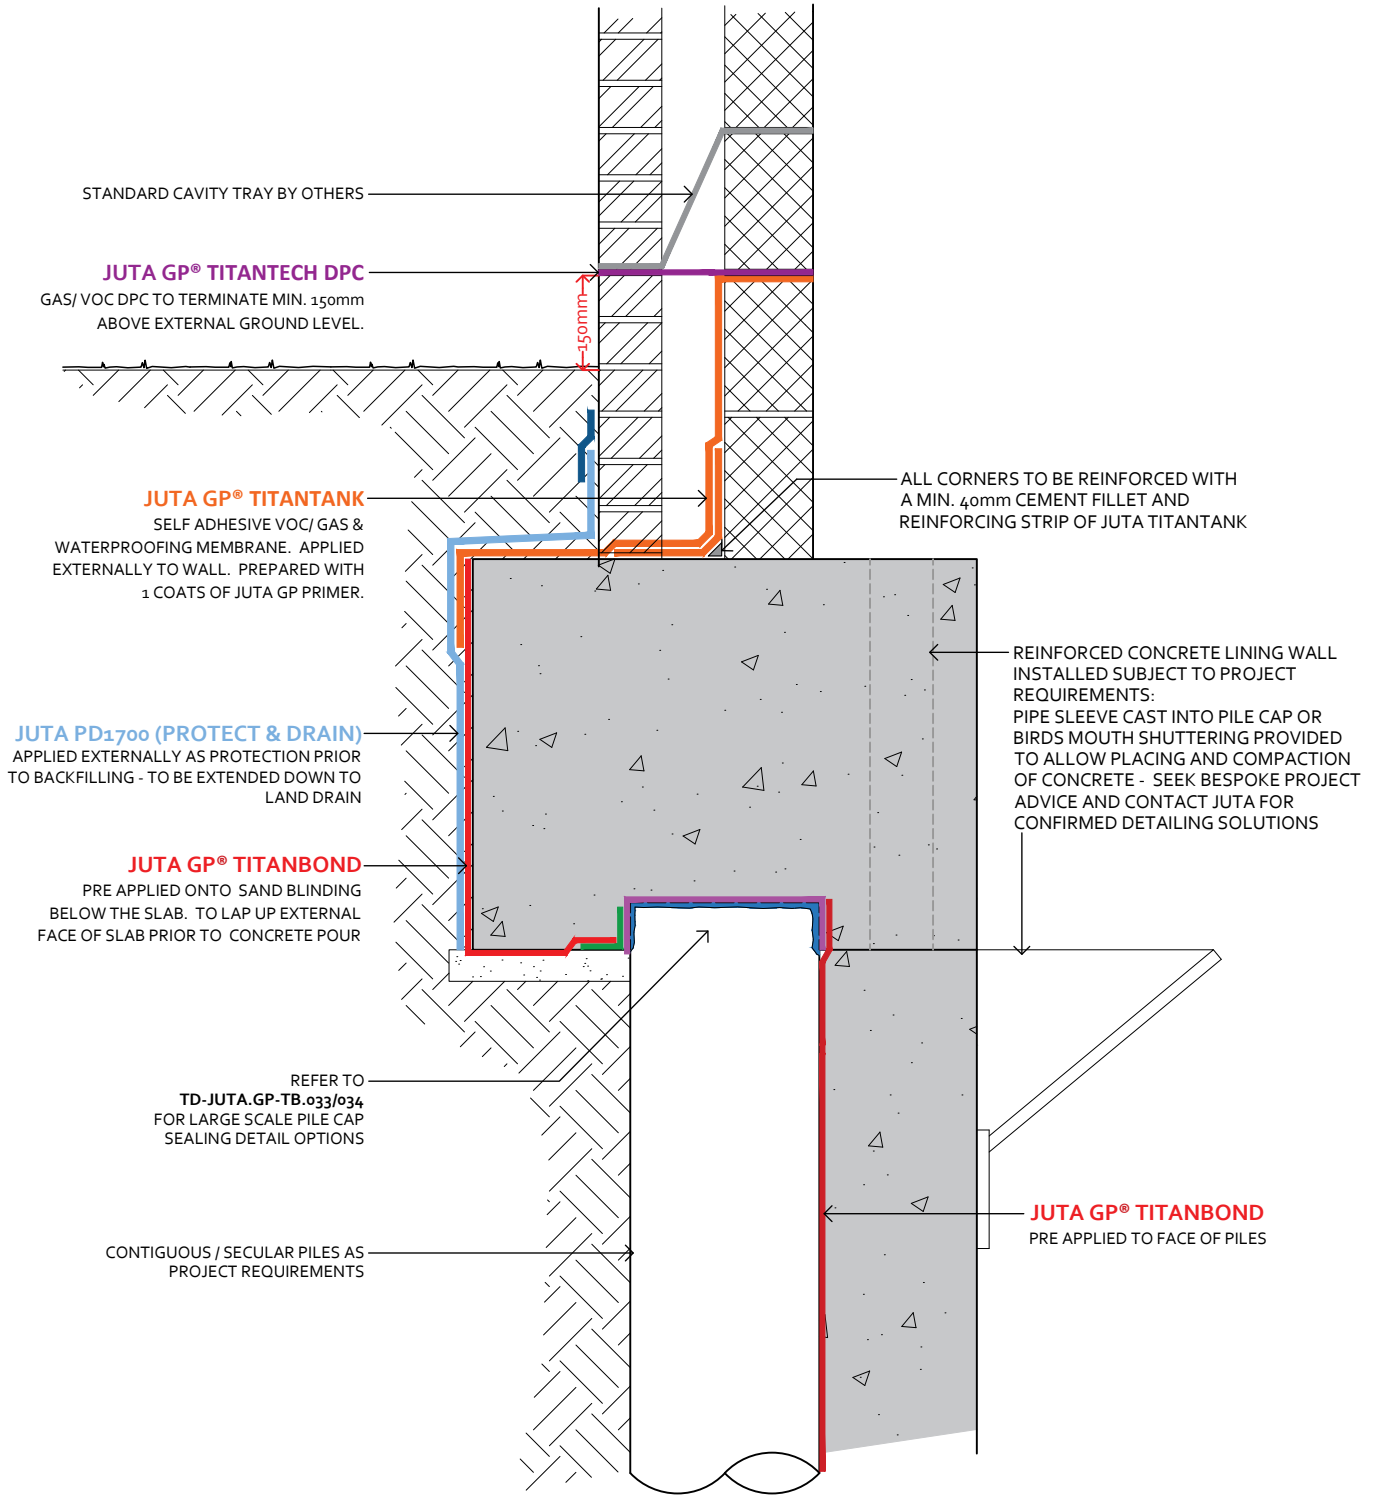 STANDARD CAVITY TRAY BY OTHERS
JUTA GP® TITANTECH DPC
GAS/ VOC DPC TO TERMINATE MIN. 150mm
ABOVE EXTERNAL GROUND LEVEL.
150mm
JUTA GP® TITANTANK
SELF ADHESIVE VOC/ GAS &
WATERPROOFING MEMBRANE. APPLIED
EXTERNALLY TO WALL. PREPARED WITH
1 COATS OF JUTA GP PRIMER.
ALL CORNERS TO BE REINFORCED WITH
A MIN. 40mm CEMENT FILLET AND
REINFORCING STRIP OF JUTA TITANTANK
REINFORCED CONCRETE LINING WALL
INSTALLED SUBJECT TO PROJECT
REQUIREMENTS:
PIPE SLEEVE CAST INTO PILE CAP OR
BIRDS MOUTH SHUTTERING PROVIDED
TO ALLOW PLACING AND COMPACTION
OF CONCRETE - SEEK BESPOKE PROJECT
ADVICE AND CONTACT JUTA FOR
CONFIRMED DETAILING SOLUTIONS
JUTA PD1700 (PROTECT & DRAIN)
APPLIED EXTERNALLY AS PROTECTION PRIOR
TO BACKFILLING - TO BE EXTENDED DOWN TO
LAND DRAIN
JUTA GP® TITANBOND
PRE APPLIED ONTO SAND BLINDING
BELOW THE SLAB. TO LAP UP EXTERNAL
FACE OF SLAB PRIOR TO CONCRETE POUR
REFER TO
TD-JUTA.GP-TB.033/034
FOR LARGE SCALE PILE CAP
SEALING DETAIL OPTIONS
JUTA GP® TITANBOND
PRE APPLIED TO FACE OF PILES
CONTIGUOUS / SECULAR PILES AS
PROJECT REQUIREMENTS